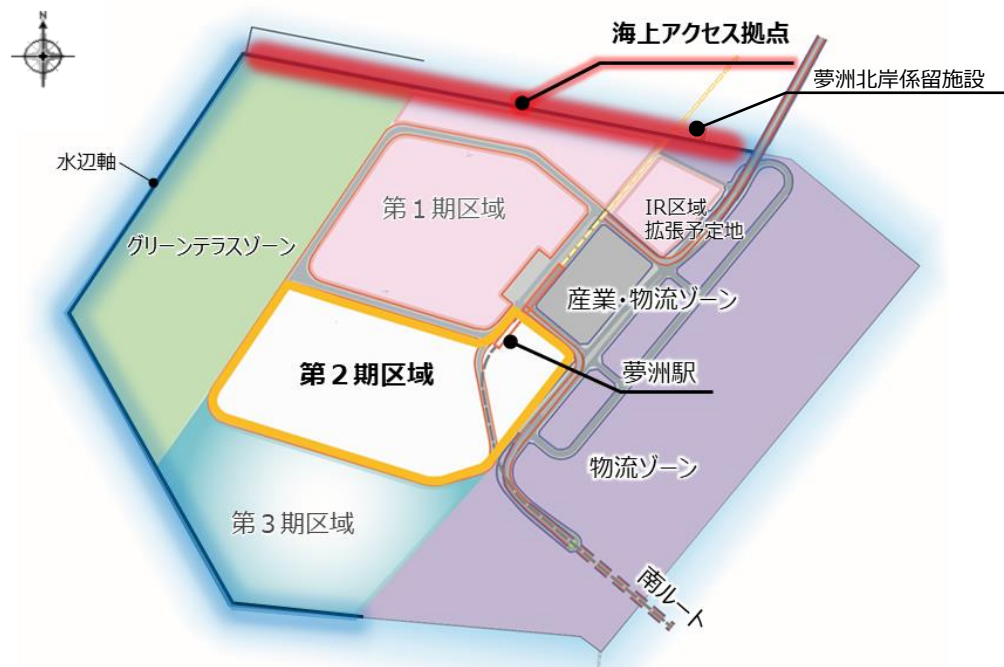 N
海上アクセス拠点
夢洲北岸係留施設
水辺軸
第１期区域
IR区域
拡張予定地
グリーンテラスゾーン
産業・物流ゾーン
第２期区域
夢洲駅
物流ゾーン
第３期区域
南ルート